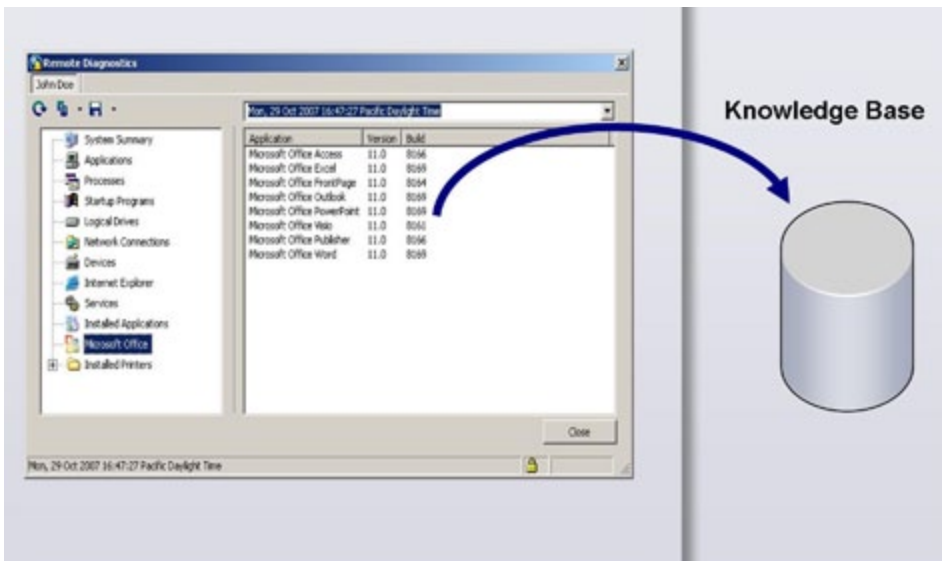 Remote Diagnostics
John Doe
Mon, 29 Oct 2007 16:47:27 Pacific Daylight Time
System Summary
Applications
Processes
Startup Programs
Logical Drives
Network Connections
Devices
Internet Explorer
Services
Installed Applications
Microsoft Office
Installed Printers
Application Version Build
Microsoft Office Access 11.0 8166
Microsoft Office Excel 11.0 8169
Microsoft Office FrontPage 11.0 8164
Microsoft Office Outlook 11.0 8169
Microsoft Office PowerPoint 11.0 8169
Microsoft Office Visio 11.0 8161
Microsoft Office Publisher 11.0 8166
Microsoft Office Word 11.0 8169
Close
Mon, 29 Oct 2007 16:47:27 Pacific Daylight Time
Knowledge Base